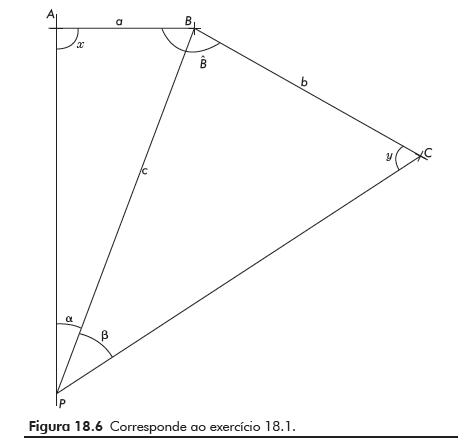 A
a
B
x
B̂
b
c
y
C
α
β
P
Figura 18.6 Corresponde ao exercício 18.1.